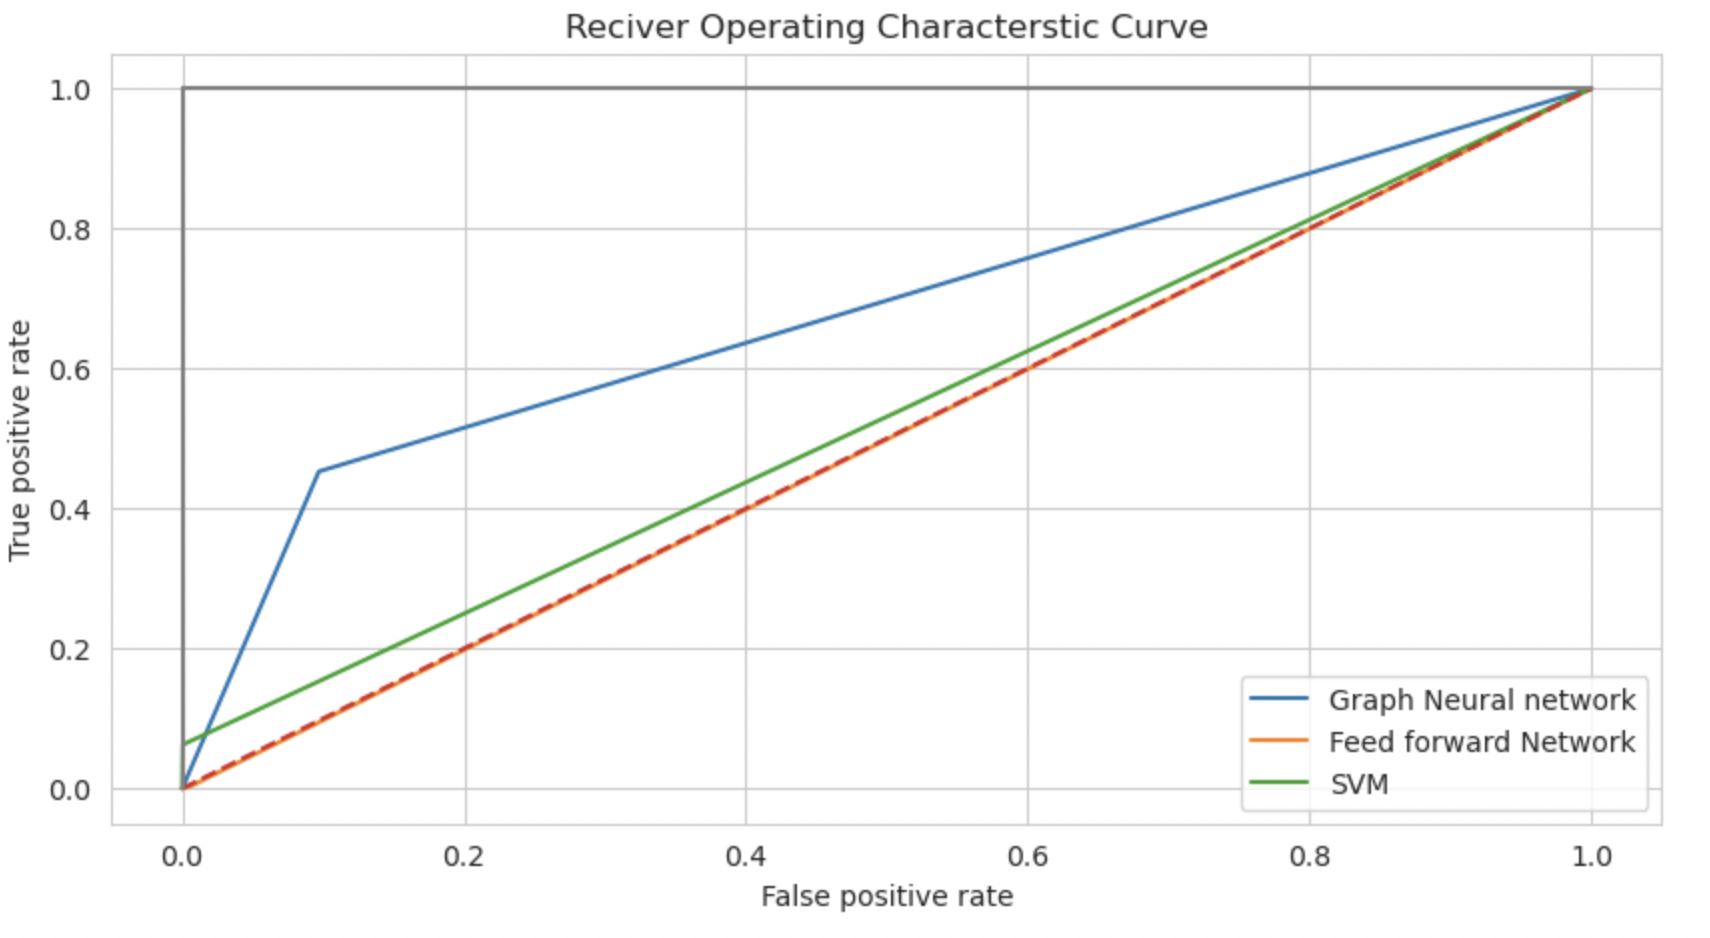 Reciver Operating Characterstic Curve
1.0
0.8
0.6
0.4
0.2
0.0
True positive rate
0.0 0.2 0.4 0.6 0.8 1.0
False positive rate
Graph Neural network
Feed forward Network
SVM